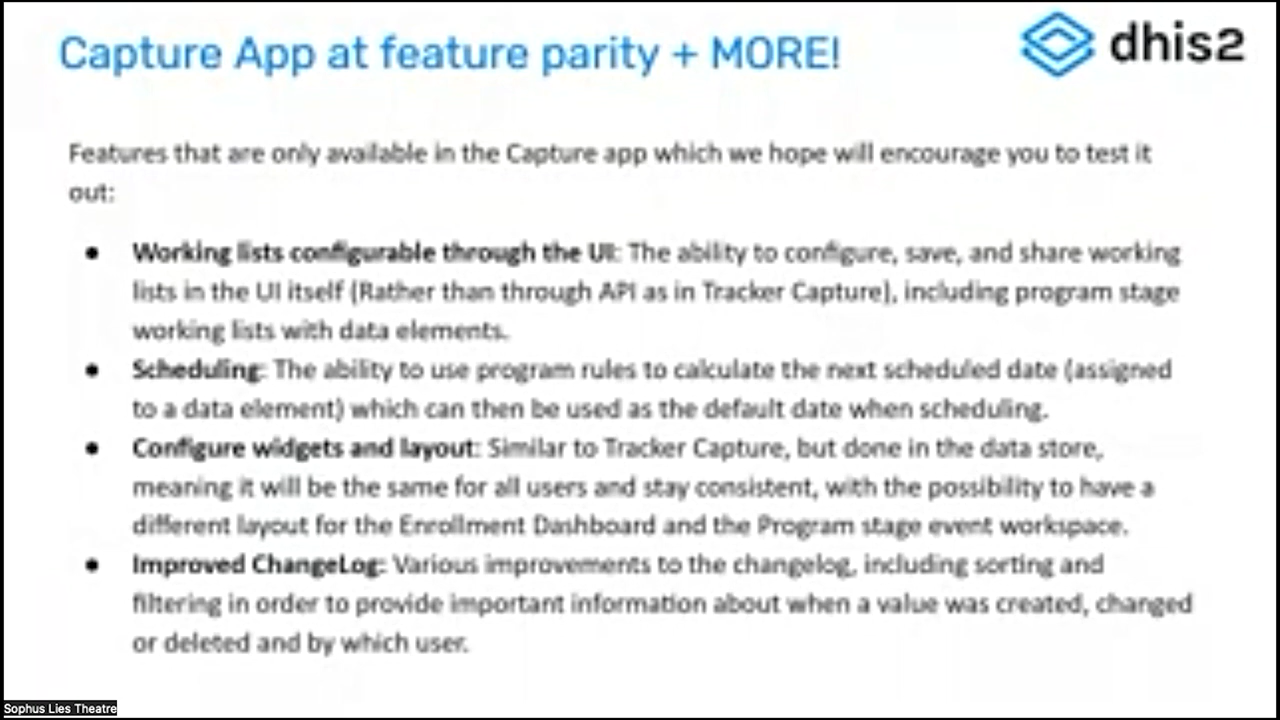 Capture App at feature parity + MORE!
dhis2
Features that are only available in the Capture app which we hope will encourage you to test it
out:
● Working lists configurable through the UI: The ability to configure, save, and share working
lists in the UI itself (Rather than through API as in Tracker Capture), including program stage
working lists with data elements.
● Scheduling: The ability to use program rules to calculate the next scheduled date (assigned
to a data element) which can then be used as the default date when scheduling.
● Configure widgets and layout: Similar to Tracker Capture, but done in the data store,
meaning it will be the same for all users and stay consistent, with the possibility to have a
different layout for the Enrollment Dashboard and the Program stage event workspace.
● Improved ChangeLog: Various improvements to the changelog, including sorting and
filtering in order to provide important information about when a value was created, changed
or deleted and by which user.
Sophus Lies Theatre